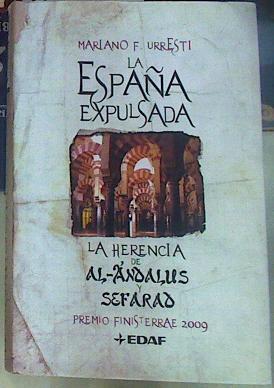 MARIANO F. URRESTI
LA
ESPAÑA
EXPULSADA
LA HERENCIA
DE
AL-ÁNDALUS
Y
SEFARAD
PREMIO FINISTERRAE 2009
EDAF